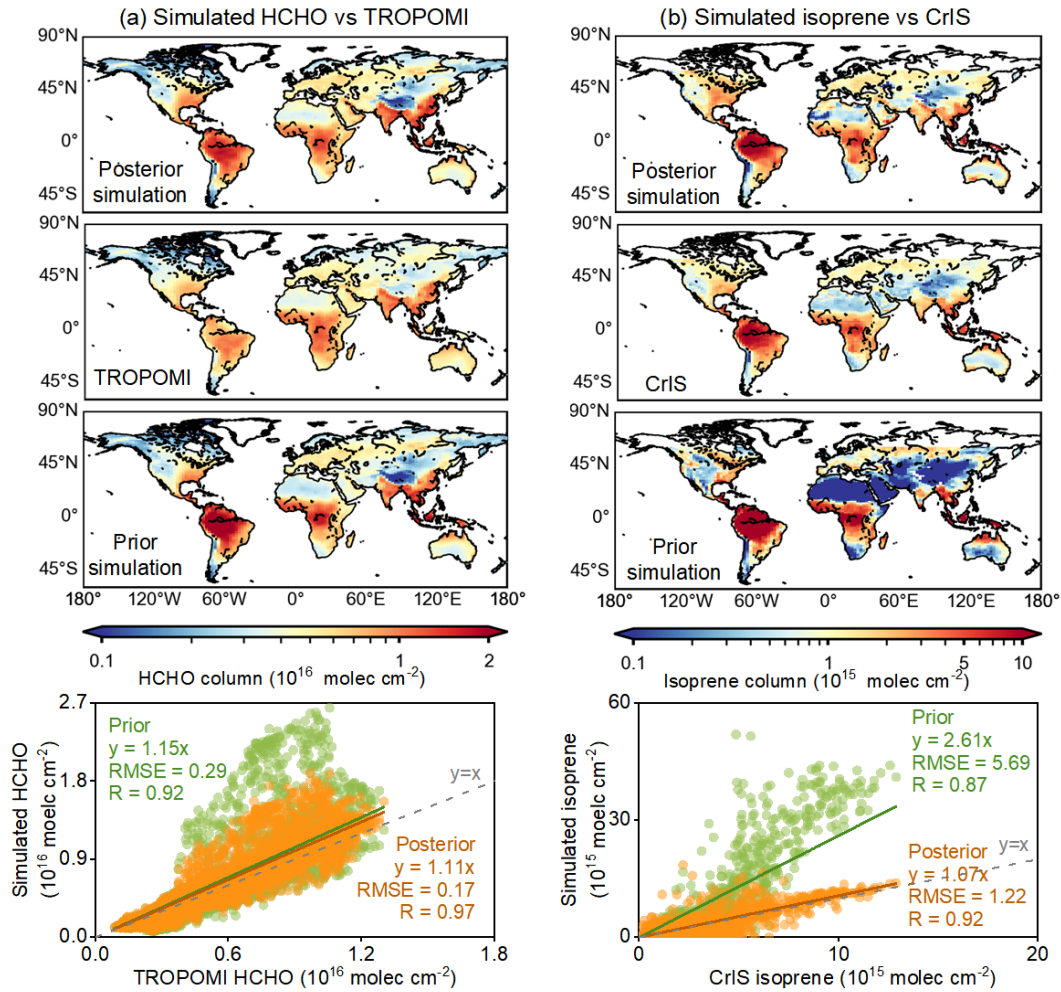 (a) Simulated HCHO vs TROPOMI
90°N
45°N
0°
45°S
Posterior
simulation
90°N
45°N
0°
45°S
TROPOMI
90°N
45°N
0°
45°S
Prior
simulation
180° 120°W 60°W 0° 60°E 120°E 180°
0.1 1 2
HCHO column (10¹⁶ molec cm⁻²)
(b) Simulated isoprene vs CrIS
90°N
45°N
0°
45°S
Posterior
simulation
90°N
45°N
0°
45°S
CrIS
90°N
45°N
0°
45°S
Prior
simulation
180° 120°W 60°W 0° 60°E 120°E 180°
0.1 1 5 10
Isoprene column (10¹⁵ molec cm⁻²)
Simulated HCHO
(10¹⁶ moelc cm⁻²)
2.7
1.8
0.9
0.0
Prior
y = 1.15x
RMSE = 0.29
R = 0.92
y=x
Posterior
y = 1.11x
RMSE = 0.17
R = 0.97
0.0 0.6 1.2 1.8
TROPOMI HCHO (10¹⁶ molec cm⁻²)
Simulated isoprene
(10¹⁵ moelc cm⁻²)
60
30
0
Prior
y = 2.61x
RMSE = 5.69
R = 0.87
y=x
Posterior
y = 1.07x
RMSE = 1.22
R = 0.92
0 10 20
CrIS isoprene (10¹⁵ molec cm⁻²)